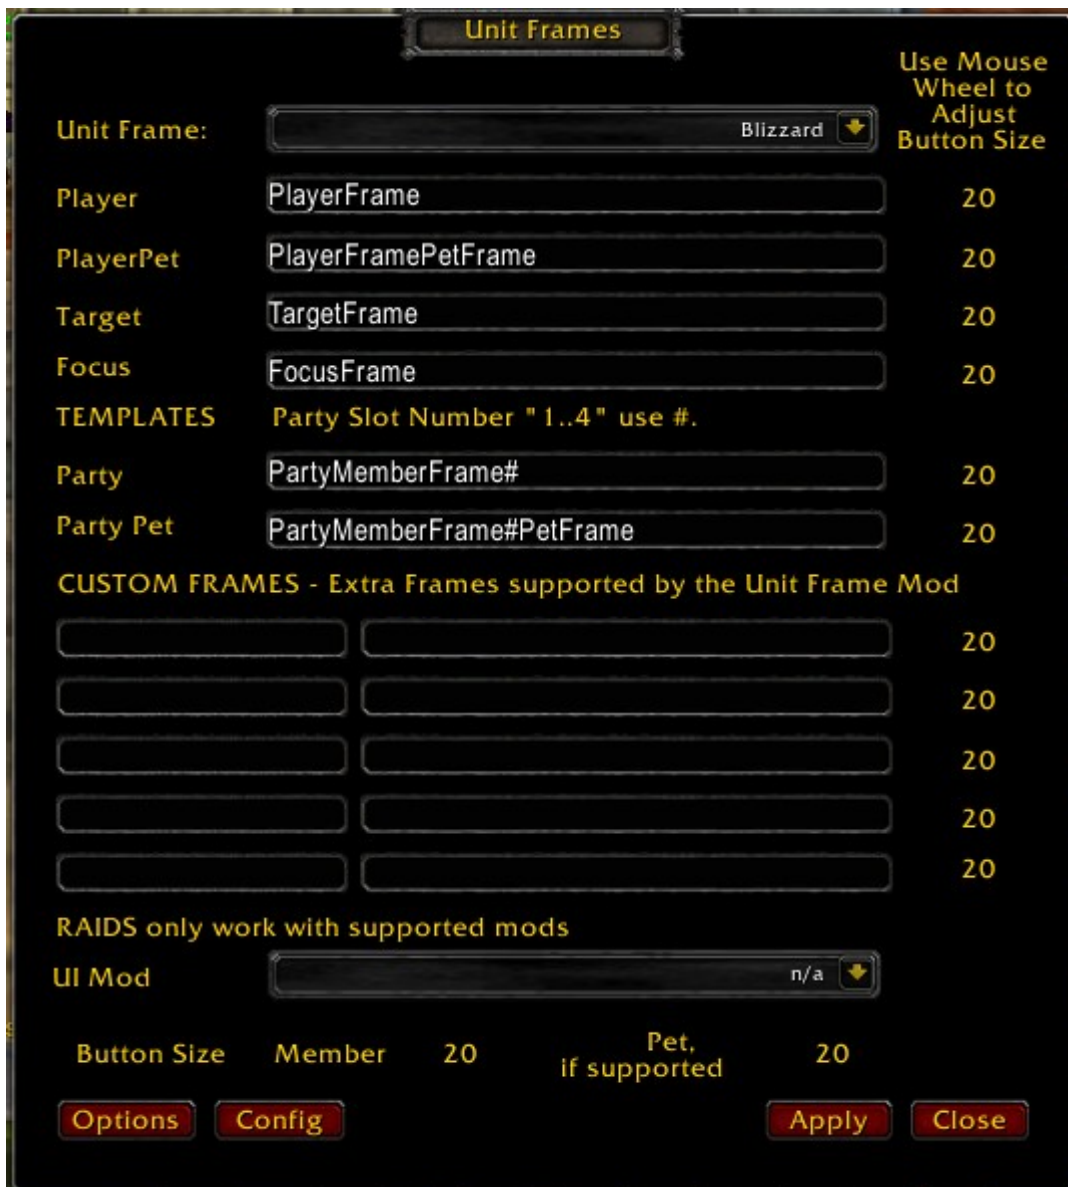 Unit Frames
Use Mouse
Wheel to
Adjust
Button Size
Unit Frame: Blizzard
Player PlayerFrame 20
PlayerPet PlayerFramePetFrame 20
Target TargetFrame 20
Focus FocusFrame 20
TEMPLATES Party Slot Number "1..4" use #.
Party PartyMemberFrame# 20
Party Pet PartyMemberFrame#PetFrame 20
CUSTOM FRAMES - Extra Frames supported by the Unit Frame Mod
20
20
20
20
20
RAIDS only work with supported mods
UI Mod n/a
Button Size Member 20 Pet, if supported 20
Options Config Apply Close